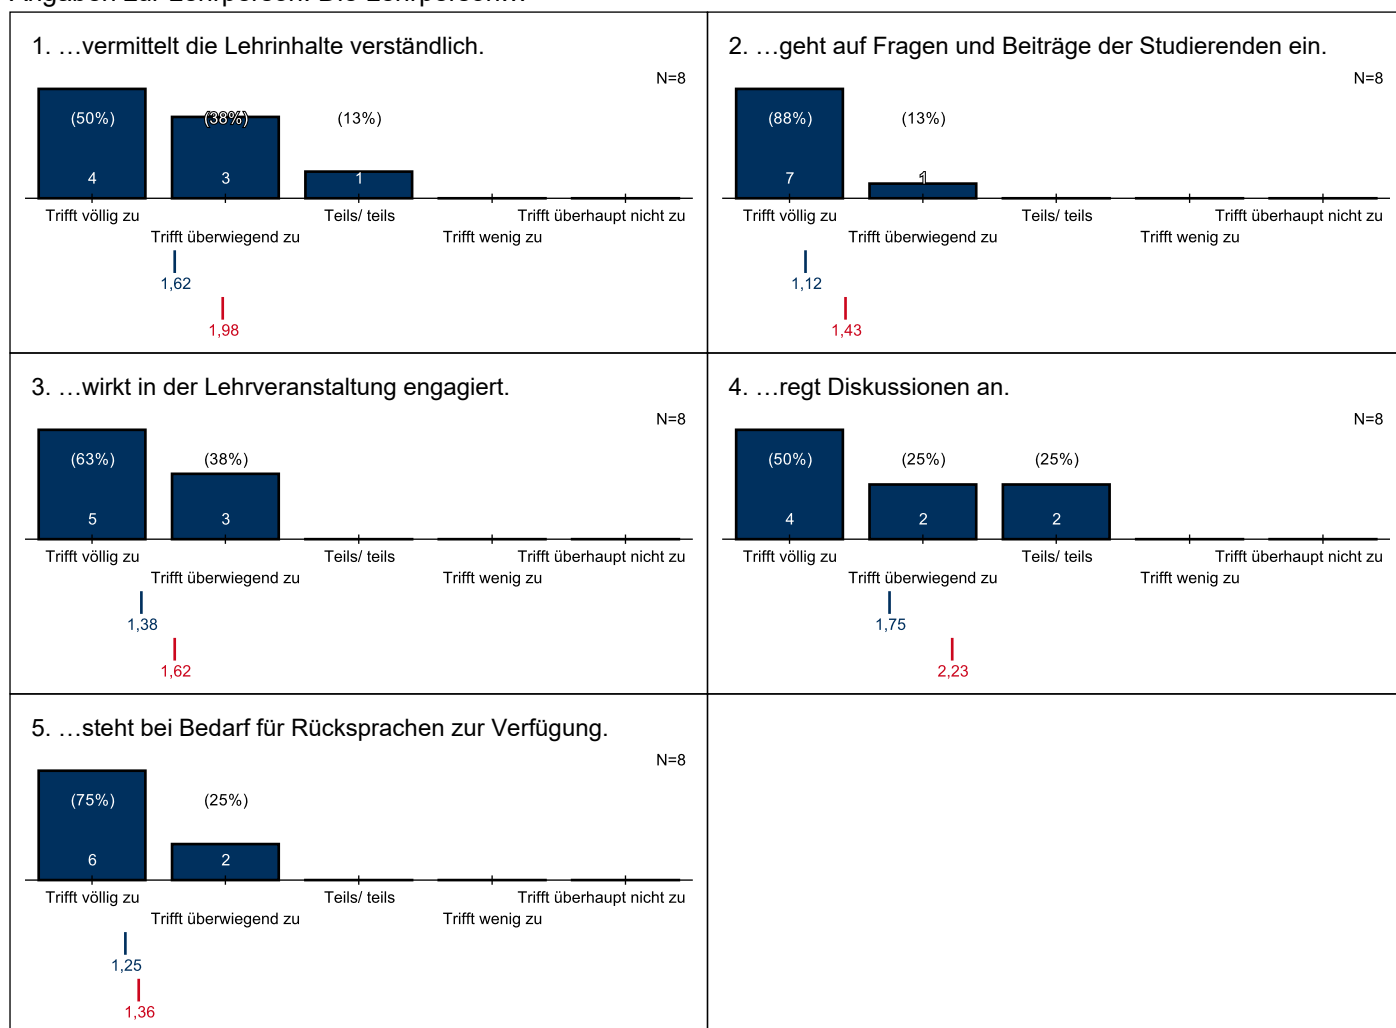 Angaben zur Lehrperson: Die Lehrperson…
1. …vermittelt die Lehrinhalte verständlich.
N=8
(50%) (38%) (13%)
4 3 1
Trifft völlig zu Teils/ teils Trifft überhaupt nicht zu
Trifft überwiegend zu Trifft wenig zu
1,62
1,98
2. …geht auf Fragen und Beiträge der Studierenden ein.
N=8
(88%) (13%)
7 1
Trifft völlig zu Teils/ teils Trifft überhaupt nicht zu
Trifft überwiegend zu Trifft wenig zu
1,12
1,43
3. …wirkt in der Lehrveranstaltung engagiert.
N=8
(63%) (38%)
5 3
Trifft völlig zu Teils/ teils Trifft überhaupt nicht zu
Trifft überwiegend zu Trifft wenig zu
1,38
1,62
4. …regt Diskussionen an.
N=8
(50%) (25%) (25%)
4 2 2
Trifft völlig zu Teils/ teils Trifft überhaupt nicht zu
Trifft überwiegend zu Trifft wenig zu
1,75
2,23
5. …steht bei Bedarf für Rücksprachen zur Verfügung.
N=8
(75%) (25%)
6 2
Trifft völlig zu Teils/ teils Trifft überhaupt nicht zu
Trifft überwiegend zu Trifft wenig zu
1,25
1,36